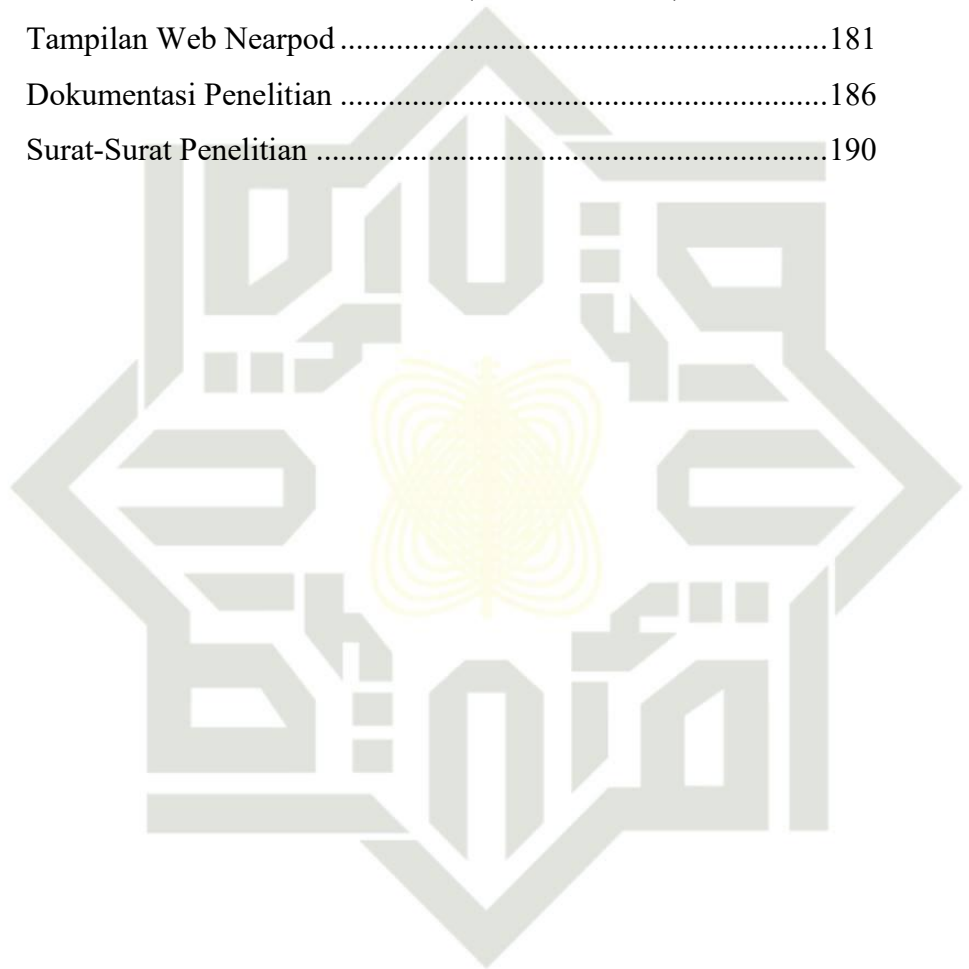 Tampilan Web Nearpod.............................................................181
Dokumentasi Penelitian .............................................................186
Surat-Surat Penelitian ................................................................190